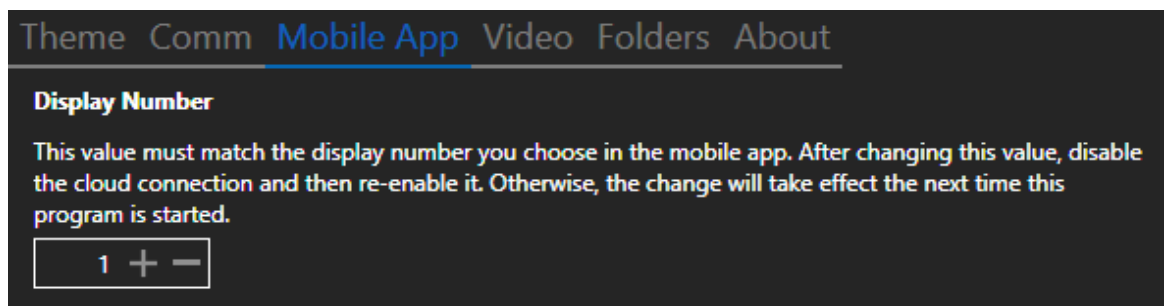 Theme Comm Mobile App Video Folders About
Display Number
This value must match the display number you choose in the mobile app. After changing this value, disable
the cloud connection and then re-enable it. Otherwise, the change will take effect the next time this
program is started.
1 + −